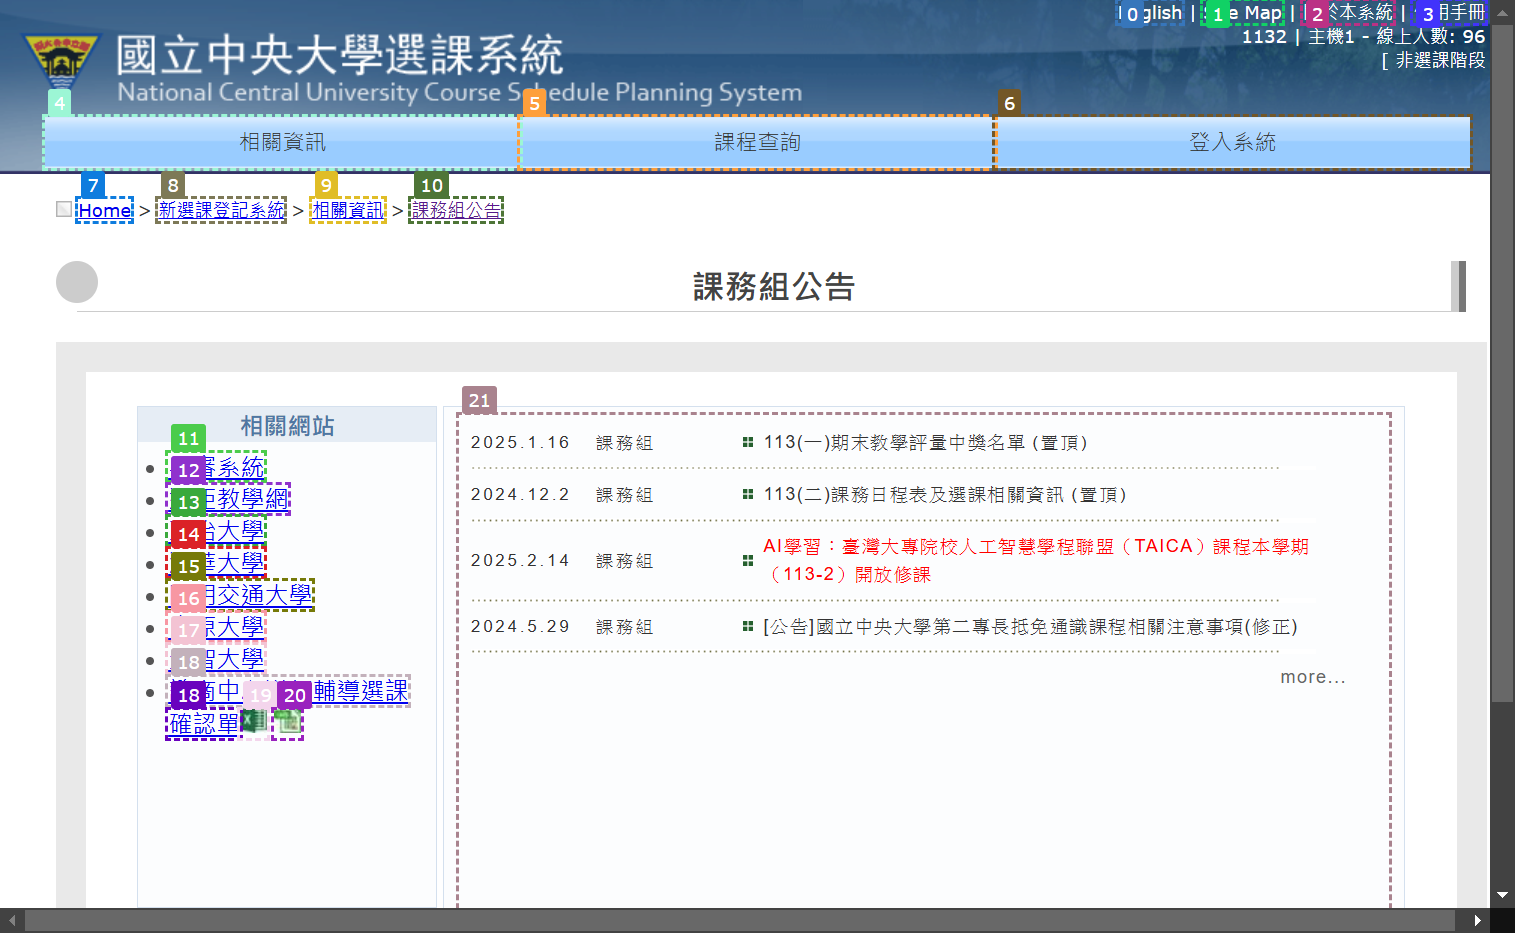 Map
本系統
手冊
1132 | 主機1 - 線上人數: 96
[ 非選課階段
國立中央大學選課系統
National Central University Course Schedule Planning System
0
1
2
3
4
5
6
相關資訊
課程查詢
登入系統
7
8
9
10
Home > 新選課登記系統 > 相關資訊 > 課務組公告
課務組公告
相關網站
11
系統
12
教學網
13
大學
14
大學
15
交通大學
16
大學
17
大學
18
輔導選課
18
19
20
確認單
21
2025.1.16 課務組 113(一)期末教學評量中獎名單 (置頂)
2024.12.2 課務組 113(二)課務日程表及選課相關資訊 (置頂)
2025.2.14 課務組 AI學習：臺灣大專院校人工智慧學程聯盟（TAICA）課程本學期
（113-2）開放修課
2024.5.29 課務組 [公告]國立中央大學第二專長抵免通識課程相關注意事項(修正)
more...